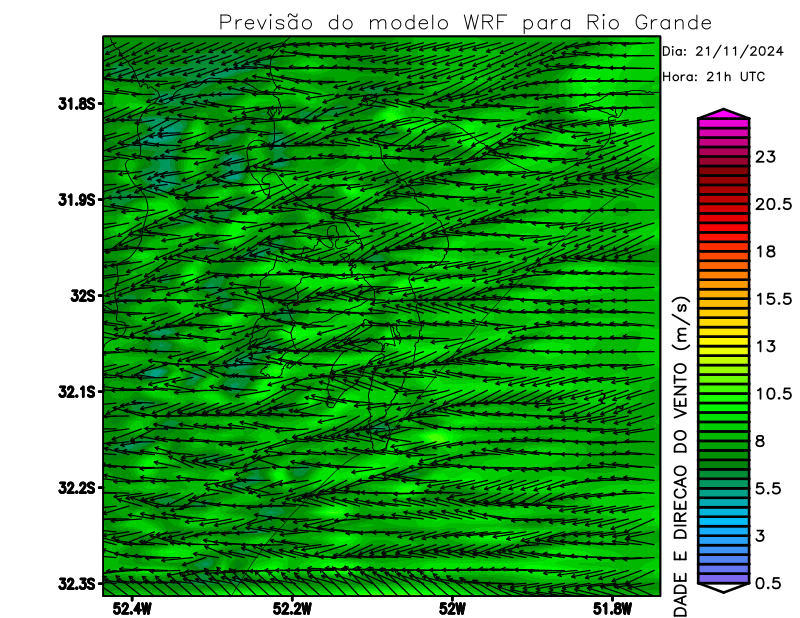 Previsão do modelo WRF para Rio Grande
Dia: 21/11/2024
Hora: 21h UTC
31.8S
31.9S
32S
32.1S
32.2S
32.3S
52.4W
52.2W
52W
51.8W
23
20.5
18
15.5
13
10.5
8
5.5
3
0.5
DADE E DIRECAO DO VENTO (m/s)